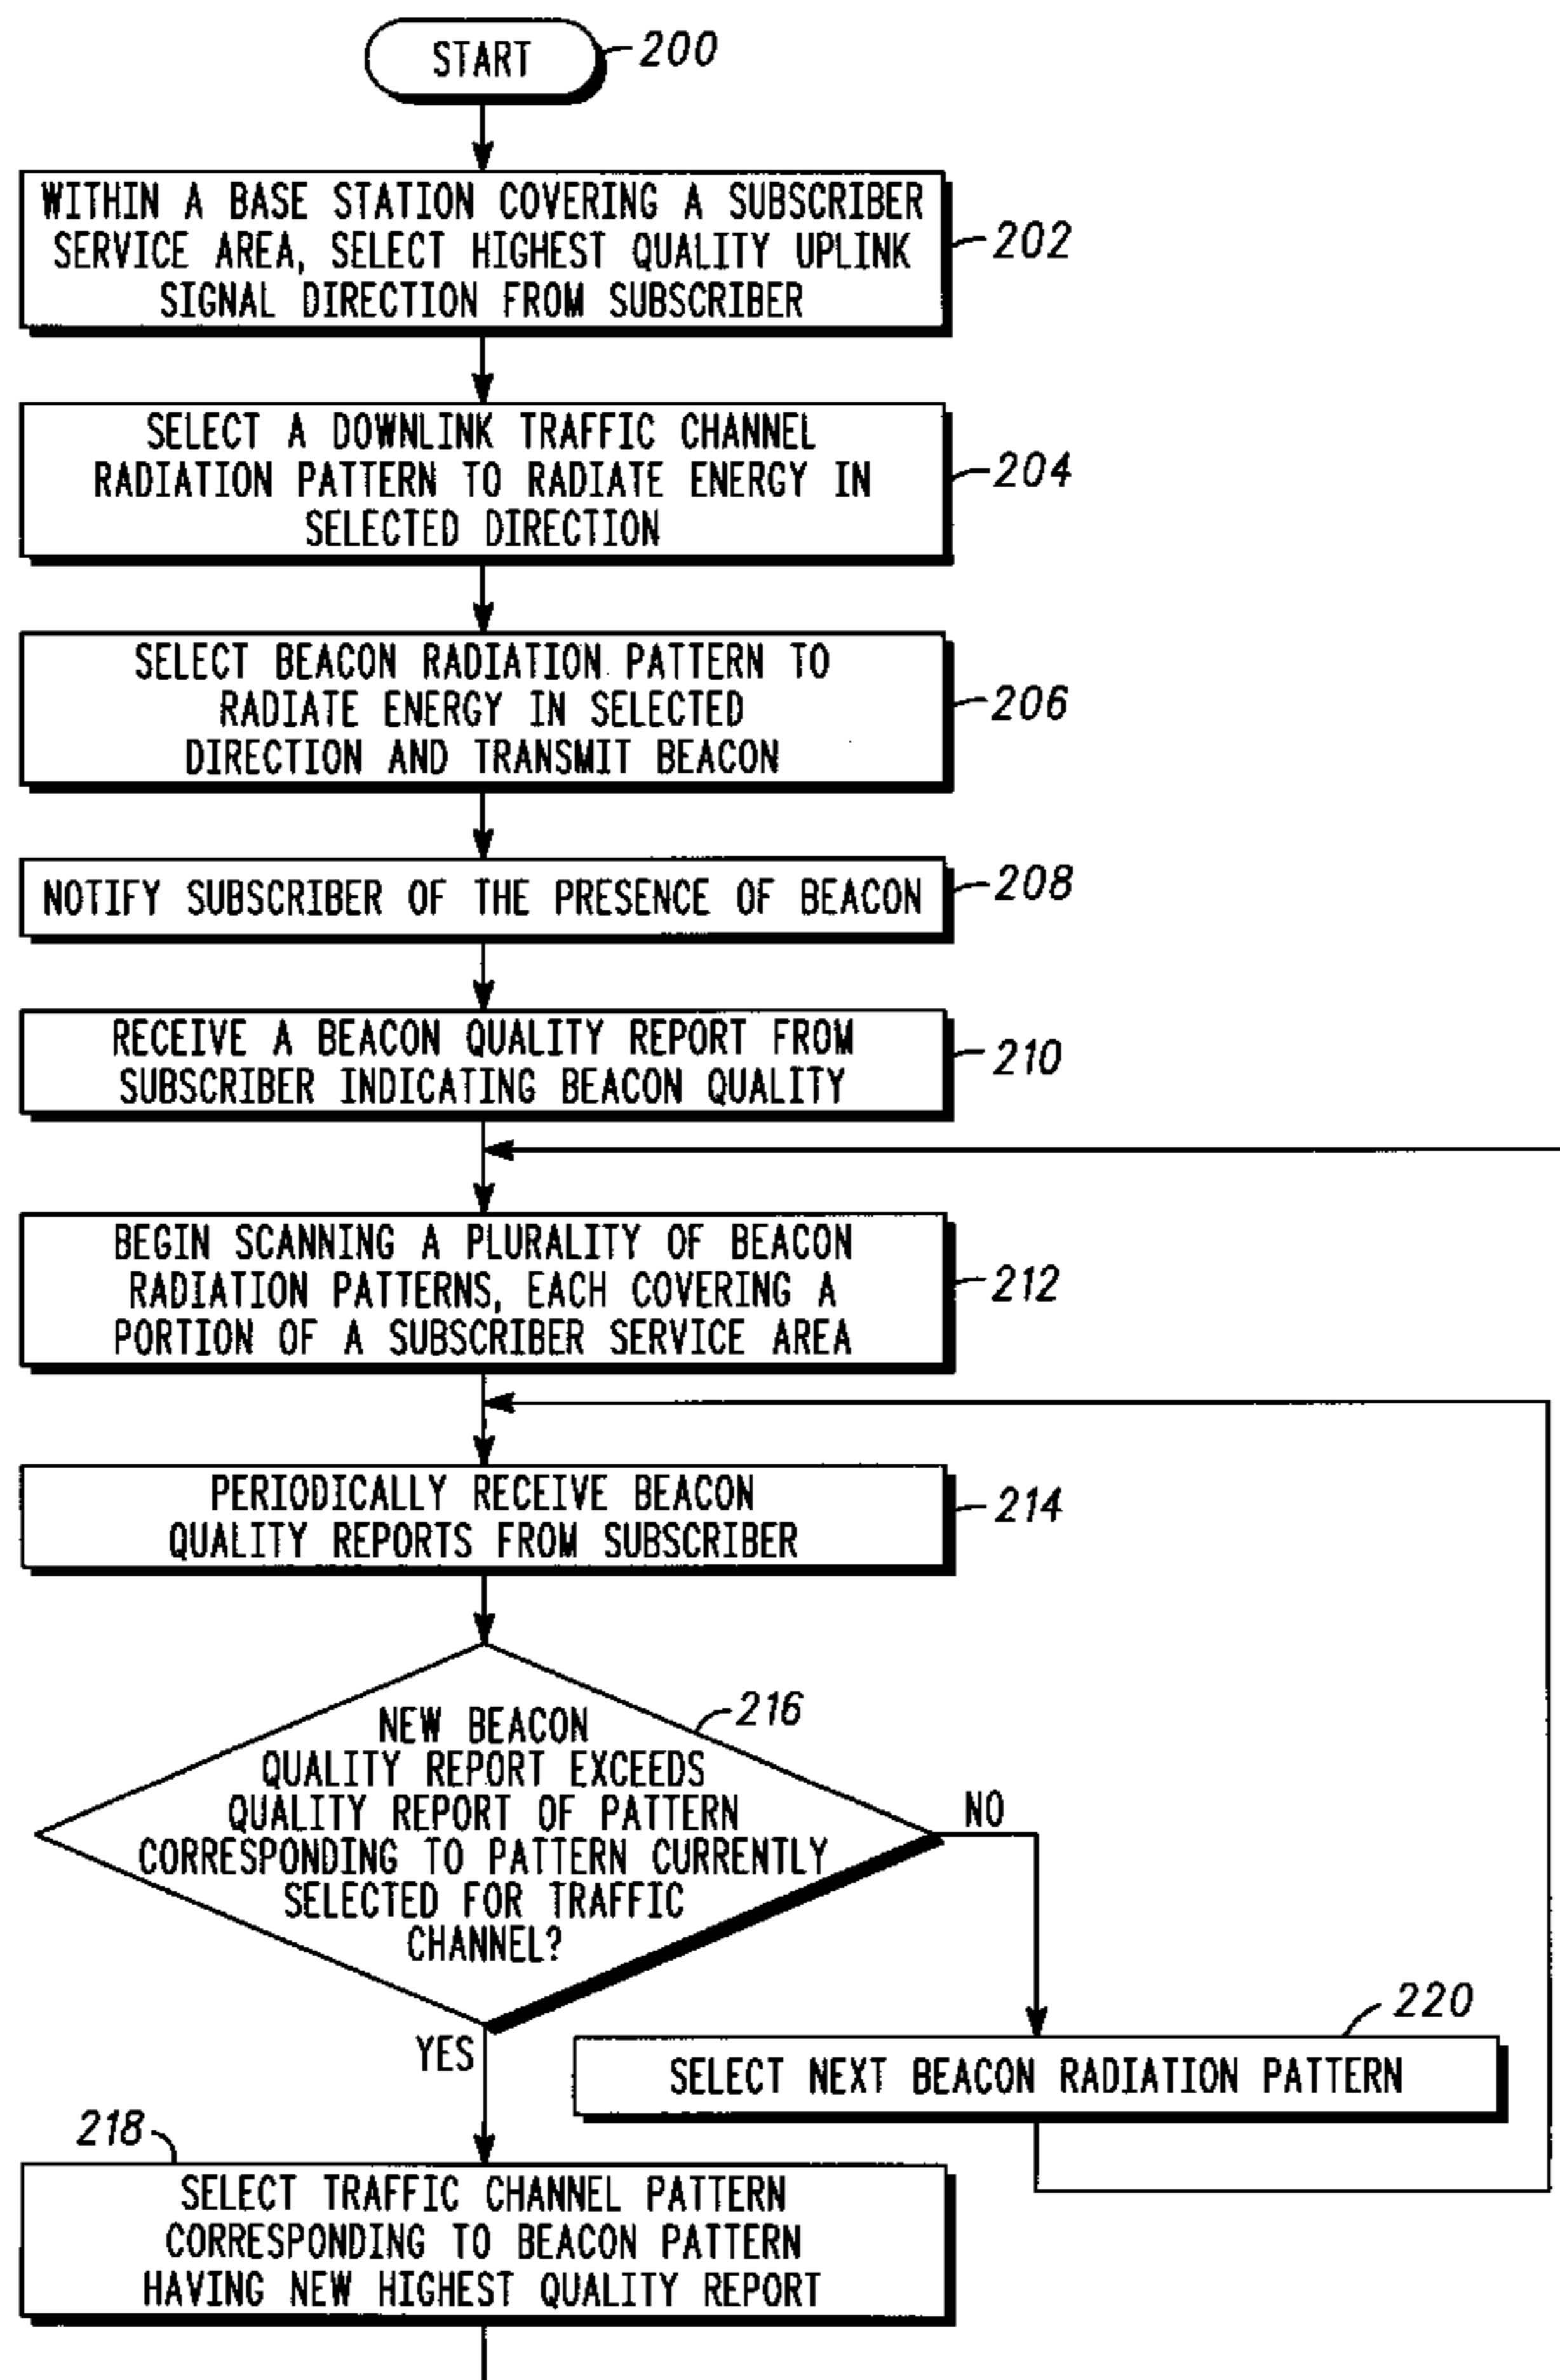 START
200
WITHIN A BASE STATION COVERING A SUBSCRIBER
SERVICE AREA, SELECT HIGHEST QUALITY UPLINK
SIGNAL DIRECTION FROM SUBSCRIBER
202
SELECT A DOWNLINK TRAFFIC CHANNEL
RADIATION PATTERN TO RADIATE ENERGY IN
SELECTED DIRECTION
204
SELECT BEACON RADIATION PATTERN TO
RADIATE ENERGY IN SELECTED
DIRECTION AND TRANSMIT BEACON
206
NOTIFY SUBSCRIBER OF THE PRESENCE OF BEACON
208
RECEIVE A BEACON QUALITY REPORT FROM
SUBSCRIBER INDICATING BEACON QUALITY
210
BEGIN SCANNING A PLURALITY OF BEACON
RADIATION PATTERNS, EACH COVERING A
PORTION OF A SUBSCRIBER SERVICE AREA
212
PERIODICALLY RECEIVE BEACON
QUALITY REPORTS FROM SUBSCRIBER
214
NEW BEACON
QUALITY REPORT EXCEEDS
QUALITY REPORT OF PATTERN
CORRESPONDING TO PATTERN CURRENTLY
SELECTED FOR TRAFFIC
CHANNEL?
216
NO
YES
220
SELECT NEXT BEACON RADIATION PATTERN
218
SELECT TRAFFIC CHANNEL PATTERN
CORRESPONDING TO BEACON PATTERN
HAVING NEW HIGHEST QUALITY REPORT